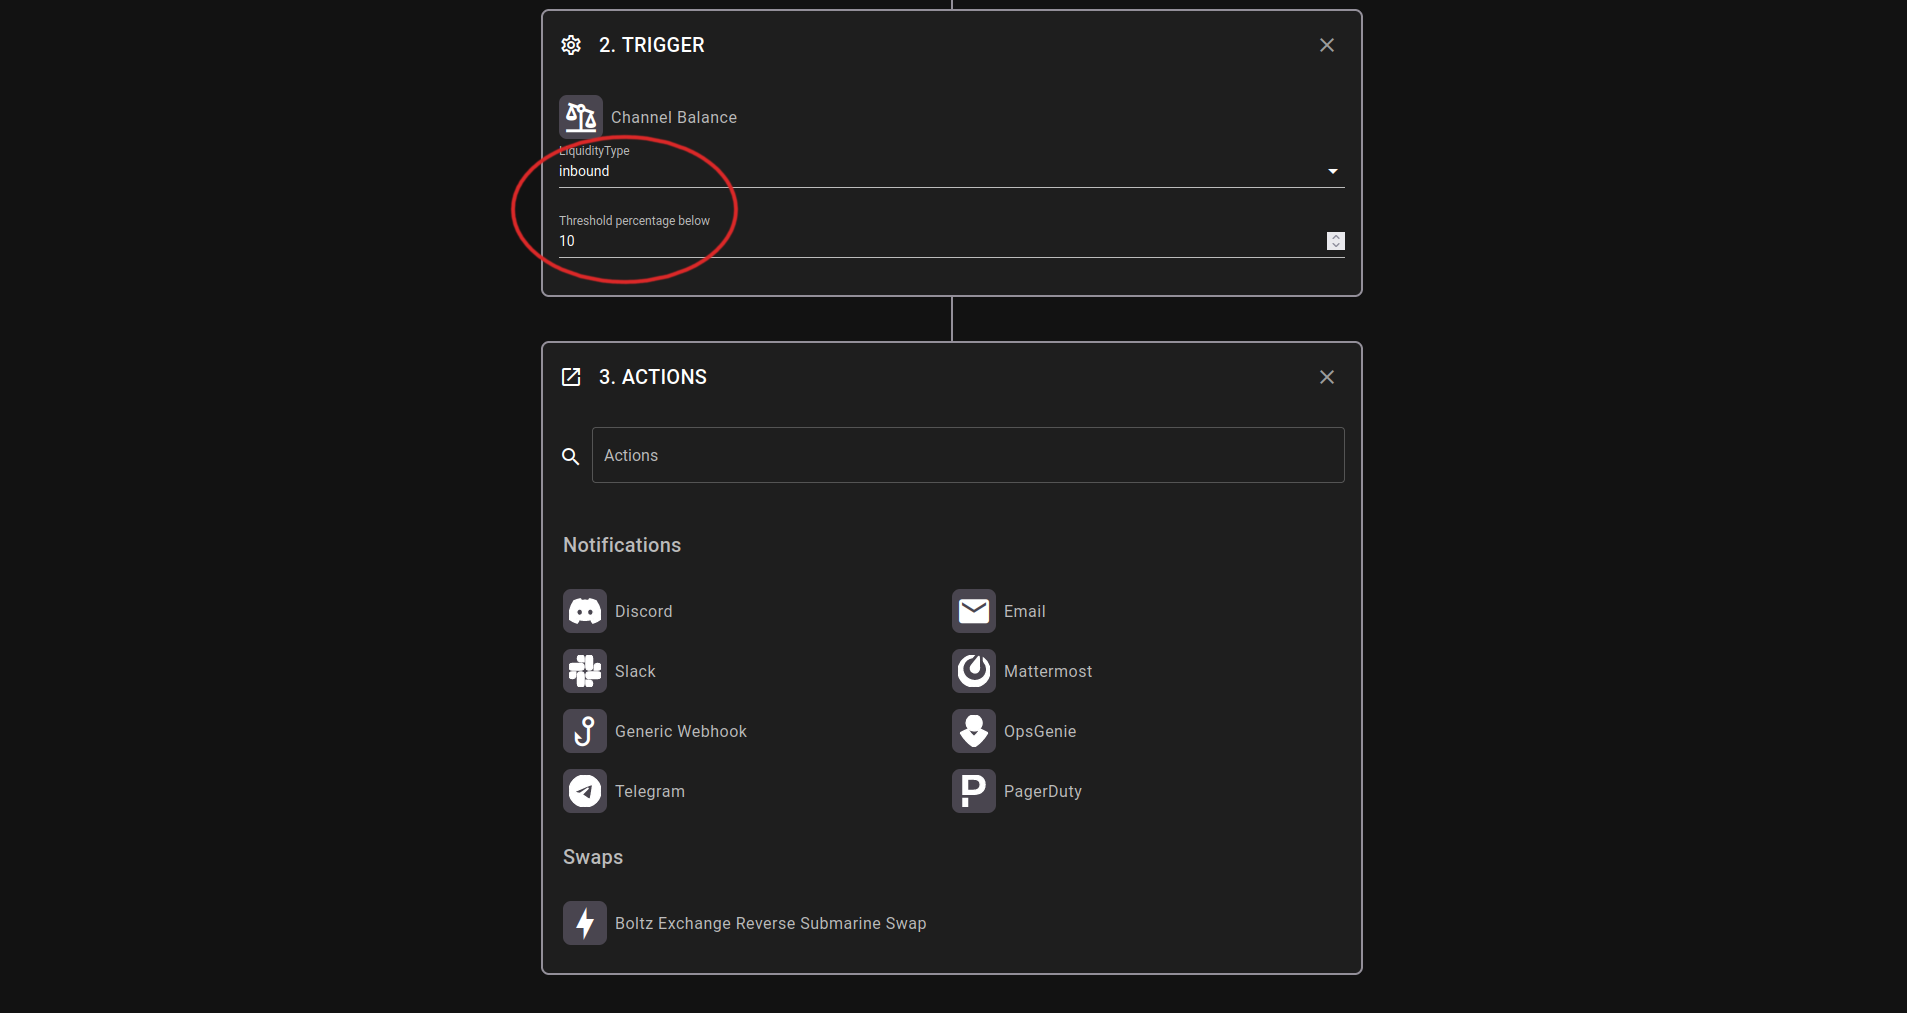 2. TRIGGER
Channel Balance
LiquidityType
inbound
Threshold percentage below
10
3. ACTIONS
Actions
Notifications
Discord
Email
Slack
Mattermost
Generic Webhook
OpsGenie
Telegram
PagerDuty
Swaps
Boltz Exchange Reverse Submarine Swap